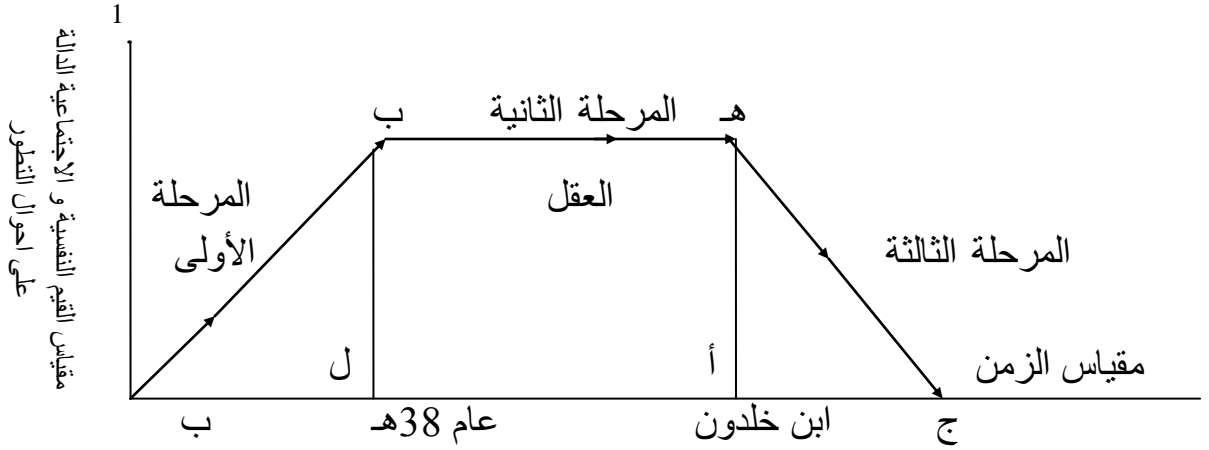 1
مقياس القيم النفسية و الاجتماعية الدالة
على احوال التطور
هـ المرحلة الثانية ب
العقل
المرحلة
الأولى
المرحلة الثالثة
ل
أ
مقياس الزمن
ب
عام 38هـ
ابن خلدون
ج